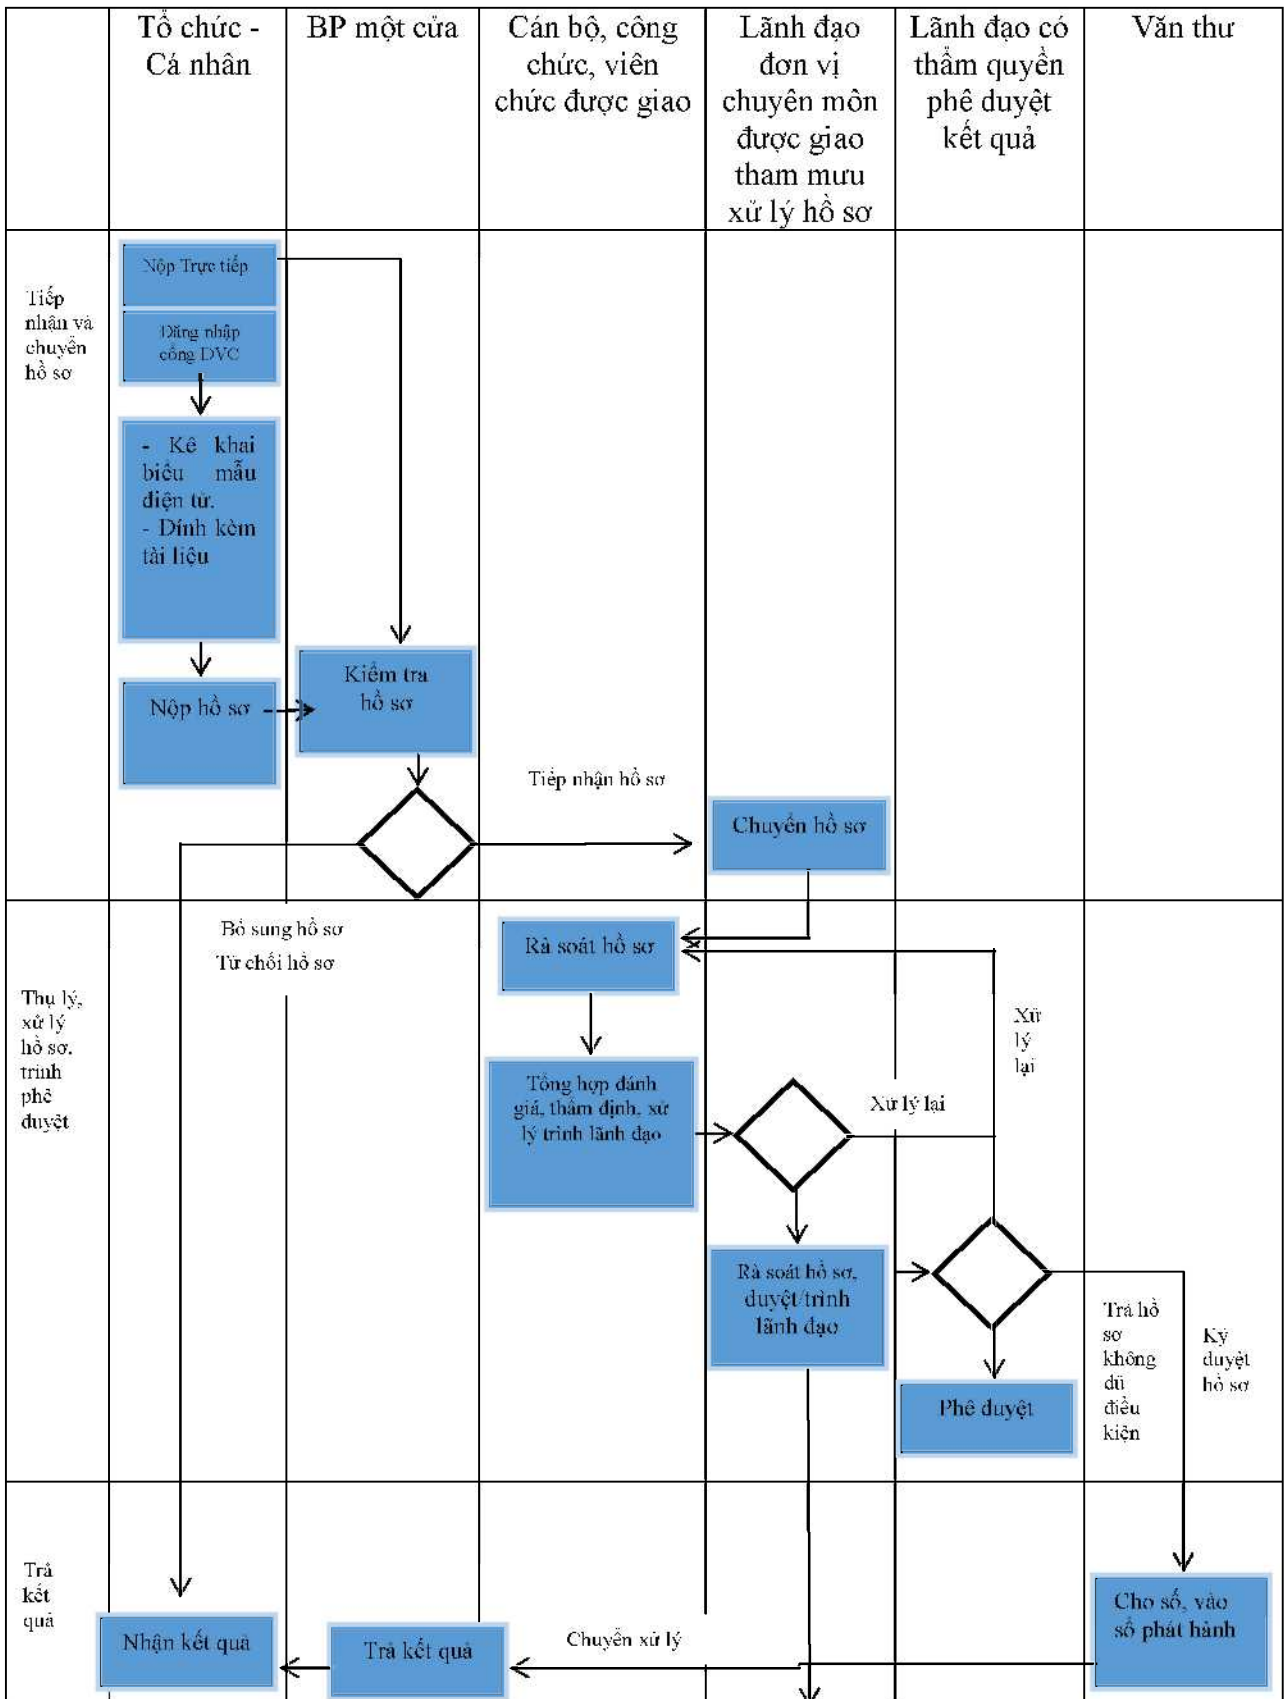 Tổ chức -
Cá nhân
BP một cửa
Cán bộ, công
chức, viên
chức được giao
Lãnh đạo
đơn vị
chuyên môn
được giao
tham mưu
xử lý hồ sơ
Lãnh đạo có
thẩm quyền
phê duyệt
kết quả
Văn thư
Tiếp
nhận và
chuyển
hồ sơ
Nộp Trực tiếp
Đăng nhập
cổng DVC
- Kê khai
biểu mẫu
điện tử.
- Đính kèm
tài liệu
Nộp hồ sơ
Kiểm tra
hồ sơ
Tiếp nhận hồ sơ
Chuyển hồ sơ
Bổ sung hồ sơ
Từ chối hồ sơ
Thụ lý,
xử lý
hồ sơ,
trình
phê
duyệt
Rà soát hồ sơ
Tổng hợp đánh
giá, thẩm định, xử
lý trình lãnh đạo
Xử lý lại
Xử
lý
lại
Rà soát hồ sơ,
duyệt/trình
lãnh đạo
Phê duyệt
Trả hồ
sơ
không
đủ
điều
kiện
Ký
duyệt
hồ sơ
Trả
kết
quả
Nhận kết quả
Trả kết quả
Chuyển xử lý
Cho số, vào
số phát hành